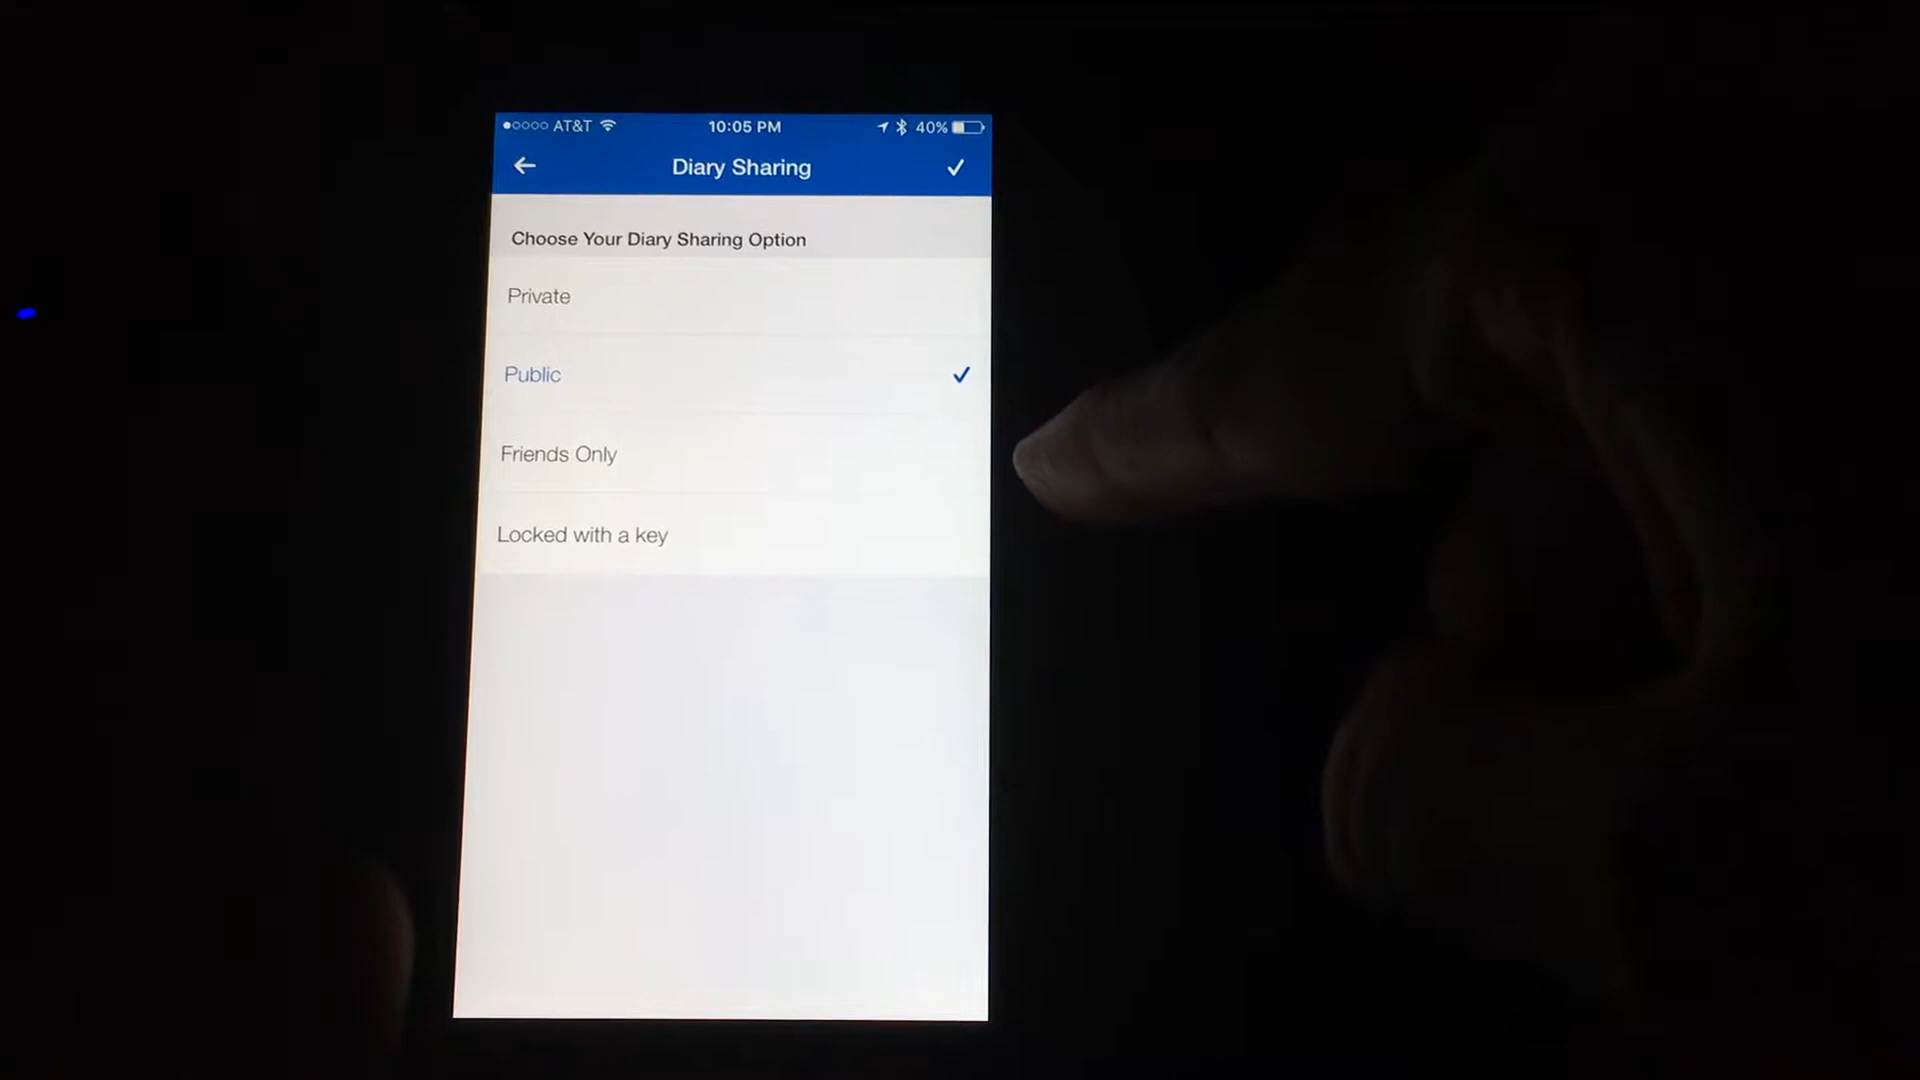 AT&T 10:05 PM 40%
Diary Sharing
Choose Your Diary Sharing Option
Private
Public
Friends Only
Locked with a key